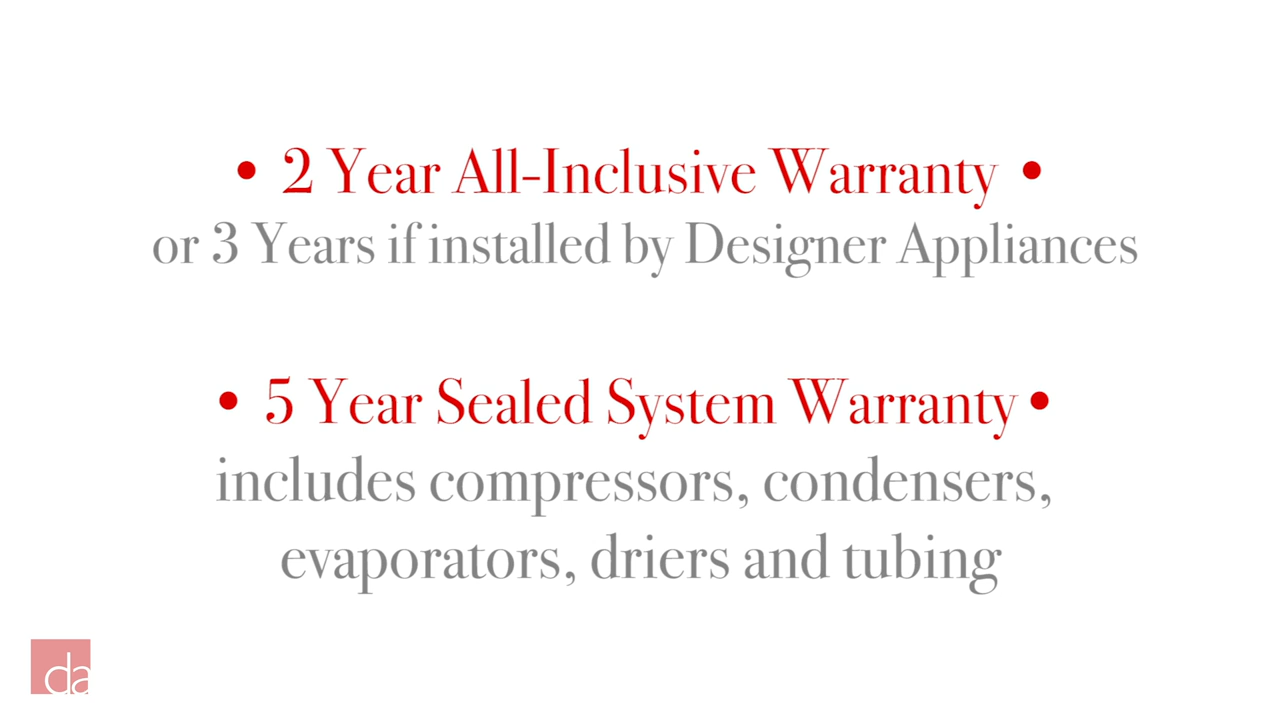 • 2 Year All-Inclusive Warranty •
or 3 Years if installed by Designer Appliances
• 5 Year Sealed System Warranty •
includes compressors, condensers,
evaporators, driers and tubing
da